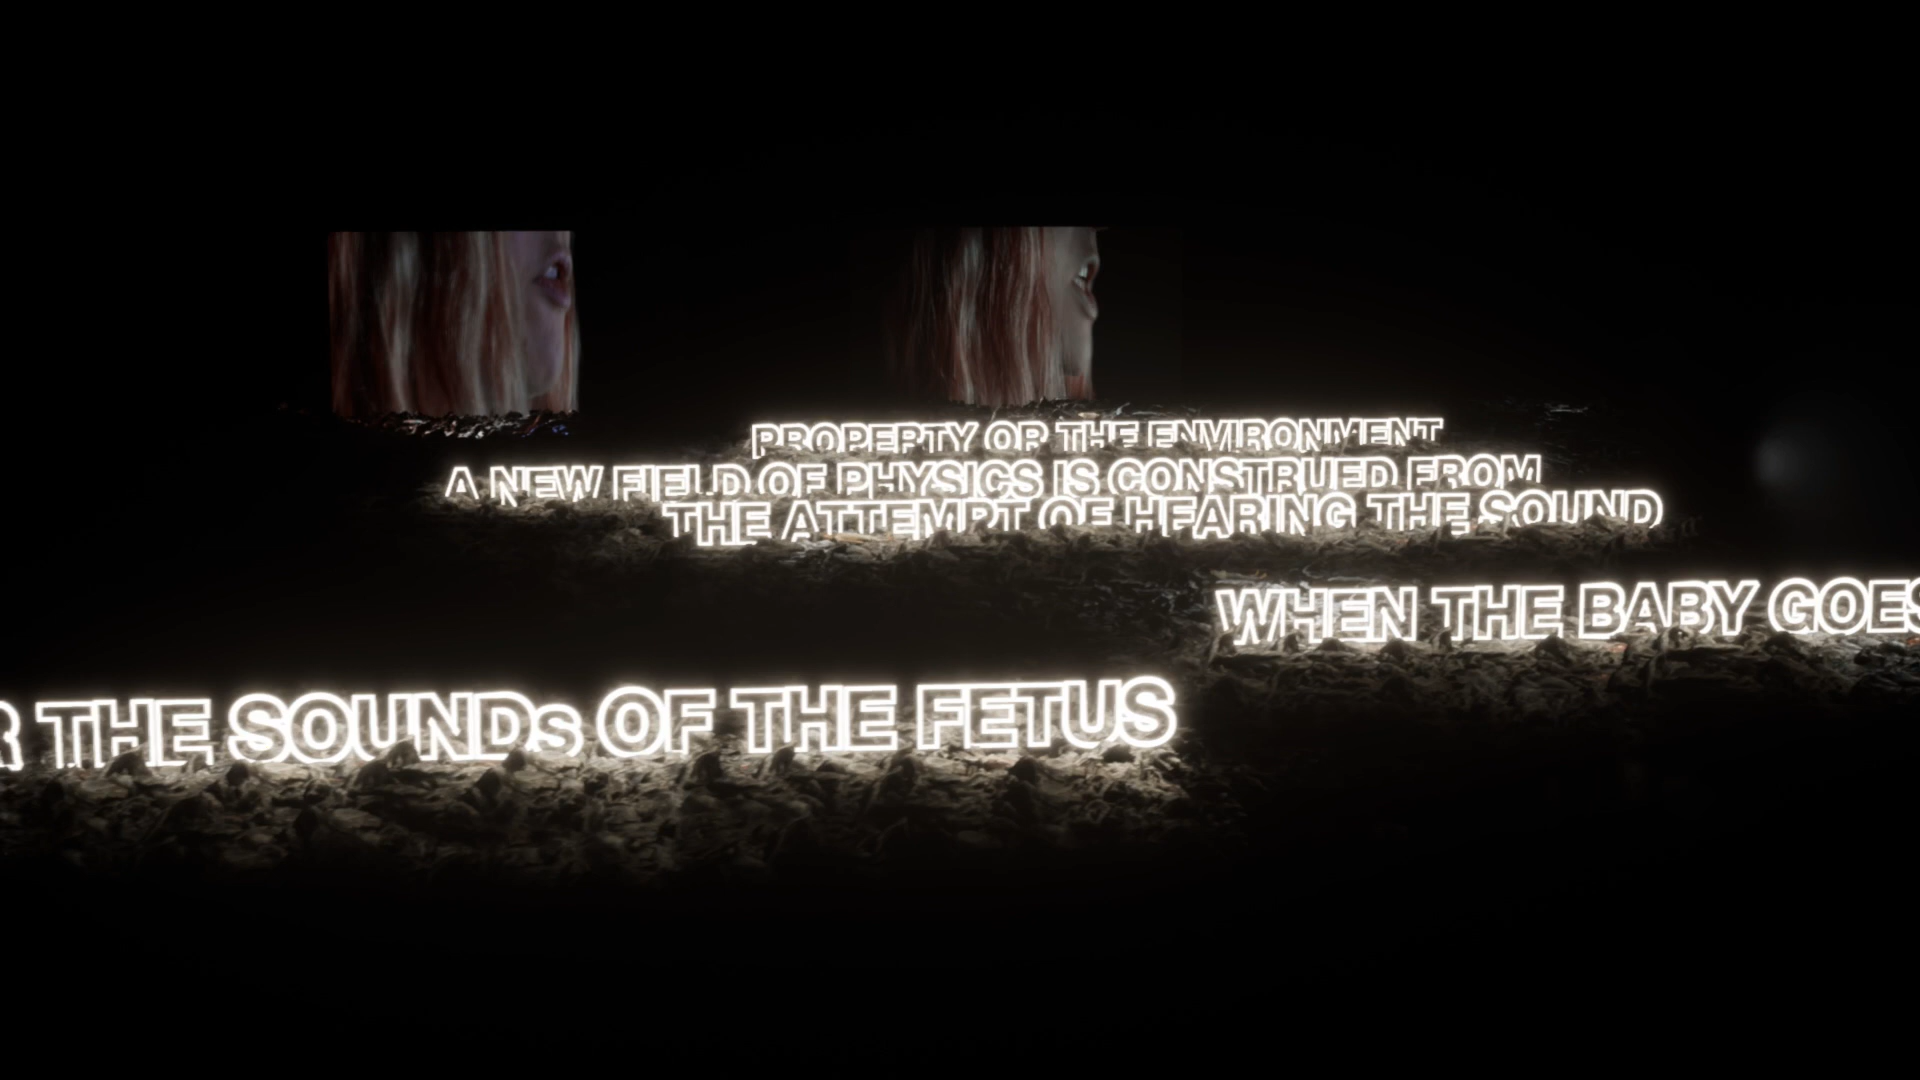 PROPERTY OR THE ENVIRONMENT
A NEW FIELD OF PHYSICS IS CONSTRUED FROM
THE ATTEMPT OF HEARING THE SOUND
WHEN THE BABY GOES
THE SOUNDs OF THE FETUS